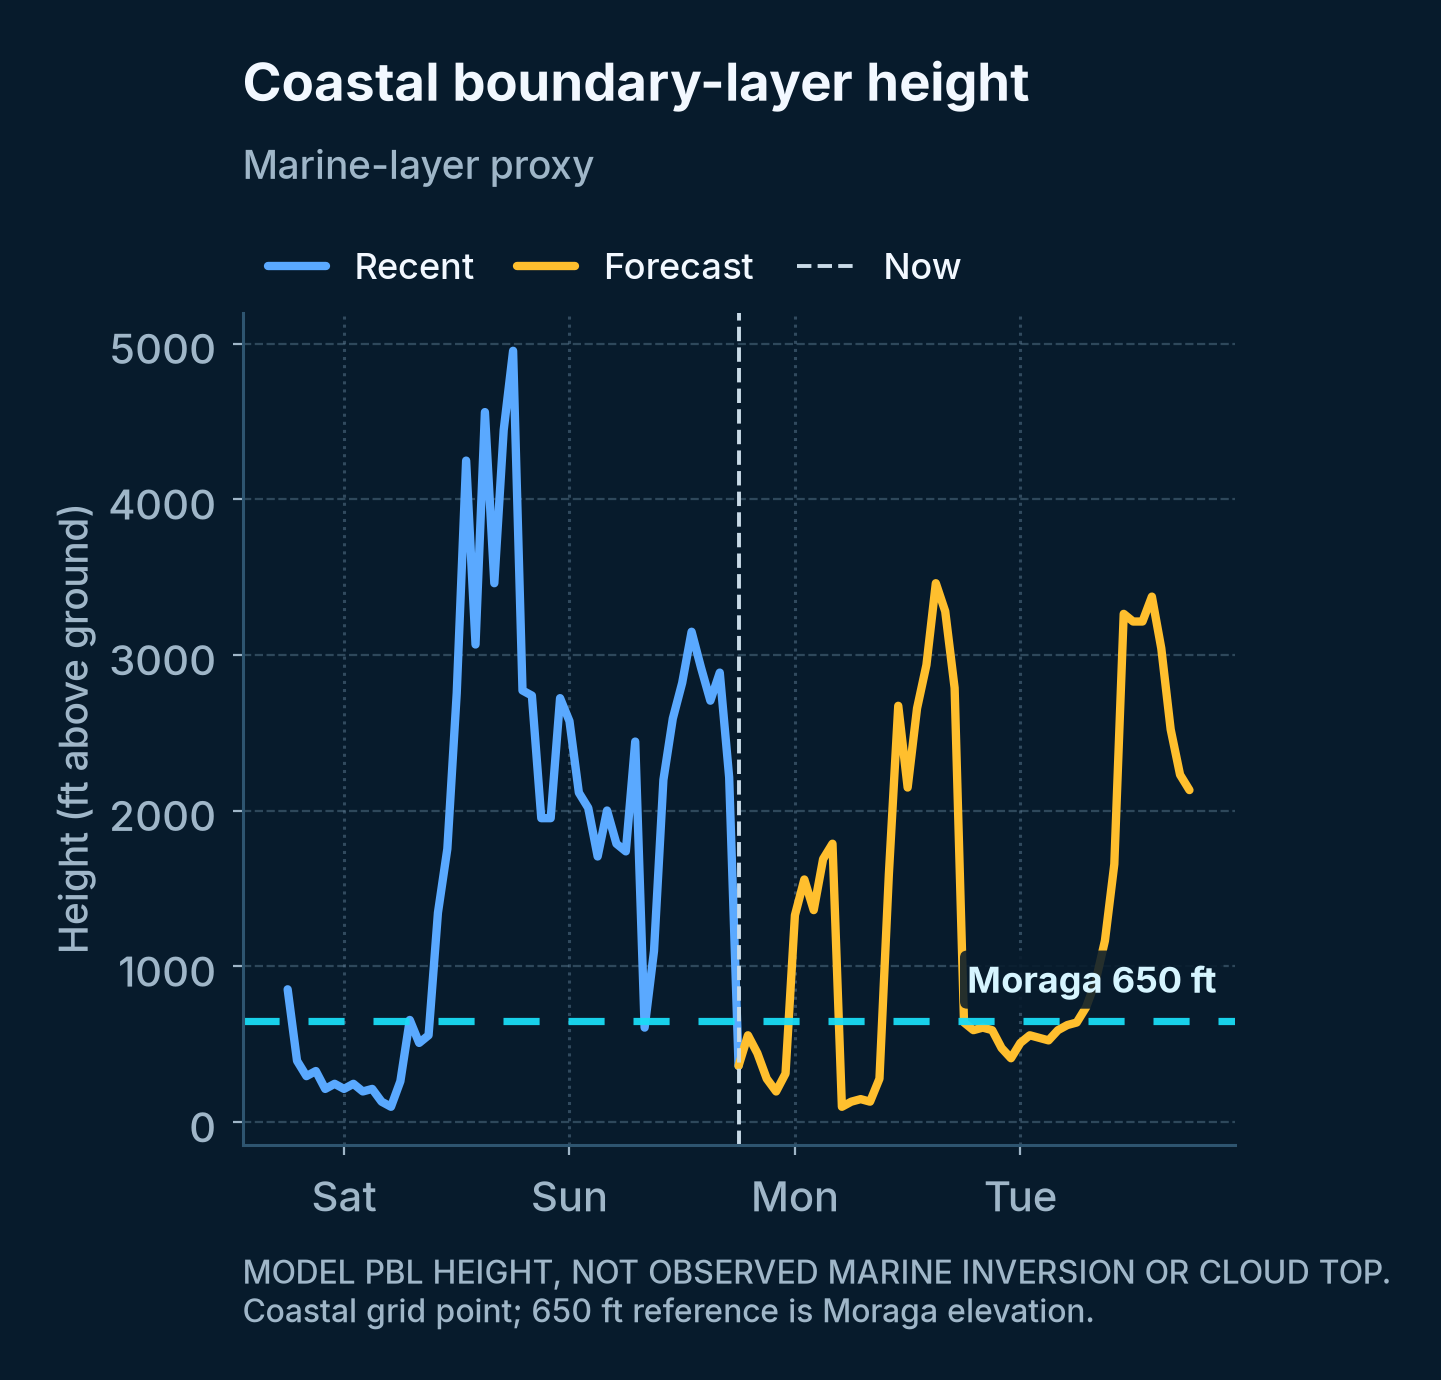 Coastal boundary-layer height
Marine-layer proxy
Recent Forecast Now
Height (ft above ground)
5000
4000
3000
2000
1000
0
Moraga 650 ft
Sat Sun Mon Tue
MODEL PBL HEIGHT, NOT OBSERVED MARINE INVERSION OR CLOUD TOP.
Coastal grid point; 650 ft reference is Moraga elevation.